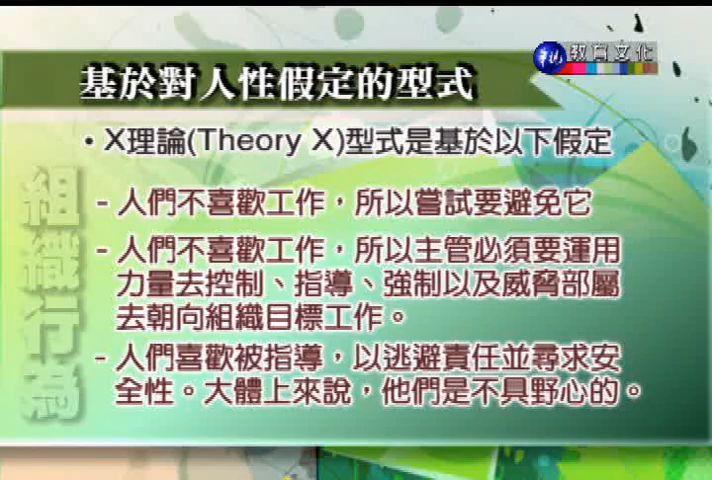 華視 教育文化
基於對人性假定的型式
•X理論(Theory X)型式是基於以下假定
- 人們不喜歡工作，所以嘗試要避免它
- 人們不喜歡工作，所以主管必須要運用
力量去控制、指導、強制以及威脅部屬
去朝向組織目標工作。
- 人們喜歡被指導，以逃避責任並尋求安
全性。大體上來說，他們是不具野心的。
組織行為